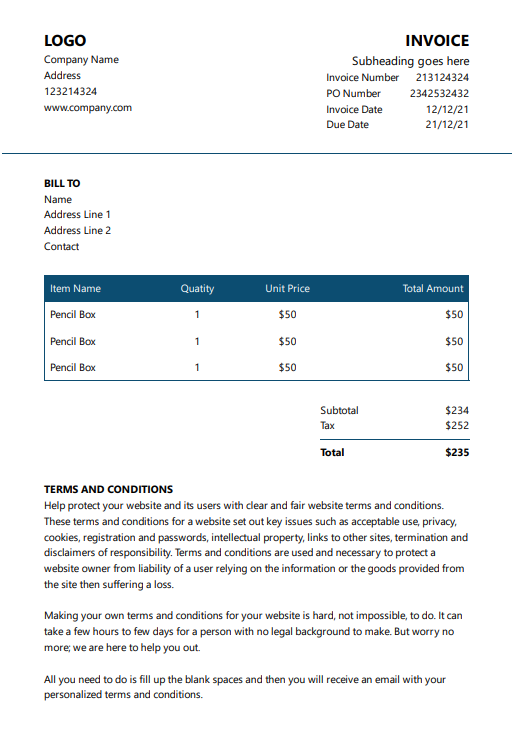 LOGO
Company Name
Address
123214324
www.company.com
INVOICE
Subheading goes here
Invoice Number 213124324
PO Number 2342532432
Invoice Date 12/12/21
Due Date 21/12/21
BILL TO
Name
Address Line 1
Address Line 2
Contact
Item Name Quatity Unit Price Total Amount
Pencil Box 1 $50 $50
Pencil Box 1 $50 $50
Pencil Box 1 $50 $50
Subtotal $234
Tax $252
Total $235
TERMS AND CONDITIONS
Help protect your website and its users with clear and fair website terms and conditions.
These terms and conditions for a website set out key issues such as acceptable use, privacy,
cookies, registration and passwords, intellectual property, links to other sites, termination and
disclaimers of responsibility. Terms and conditions are used and necessary to protect a
website owner from liability of a user relying on the information or the goods provided from
the site then suffering a loss.
Making your own terms and conditions for your website is hard, not impossible, to do. It can
take a few hours to few days for a person with no legal background to make. But worry no
more; we are here to help you out.
All you need to do is fill up the blank spaces and then you will receive an email with your
personalized terms and conditions.